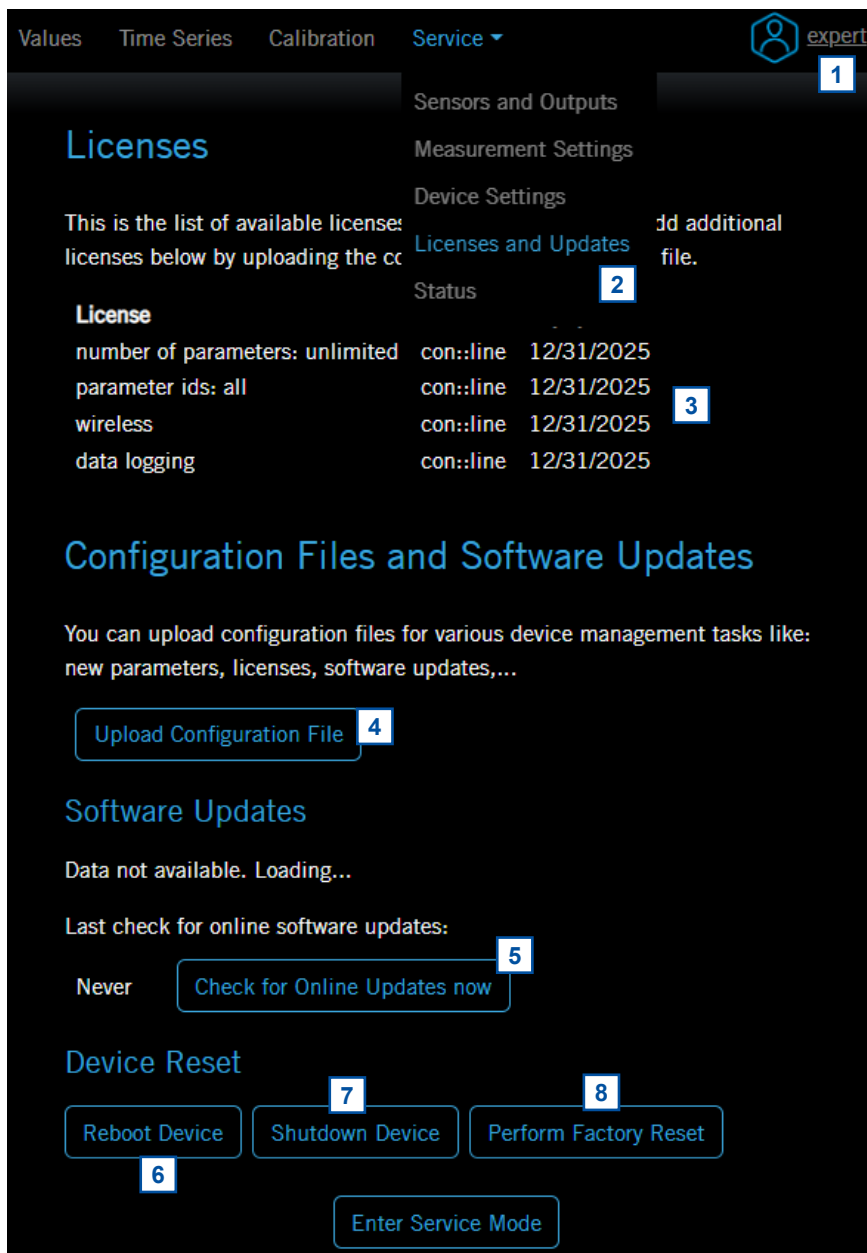 Values Time Series Calibration Service expert
1
Sensors and Outputs
Licenses
Measurement Settings
Device Settings
This is the list of available licenses dd additional
Licenses and Updates
licenses below by uploading the co file.
2
Status
License
number of parameters: unlimited con::line 12/31/2025
parameter ids: all con::line 12/31/2025
3
wireless con::line 12/31/2025
data logging con::line 12/31/2025
Configuration Files and Software Updates
You can upload configuration files for various device management tasks like:
new parameters, licenses, software updates,...
Upload Configuration File 4
Software Updates
Data not available. Loading...
Last check for online software updates:
5
Never Check for Online Updates now
Device Reset
7 8
Reboot Device Shutdown Device Perform Factory Reset
6
Enter Service Mode